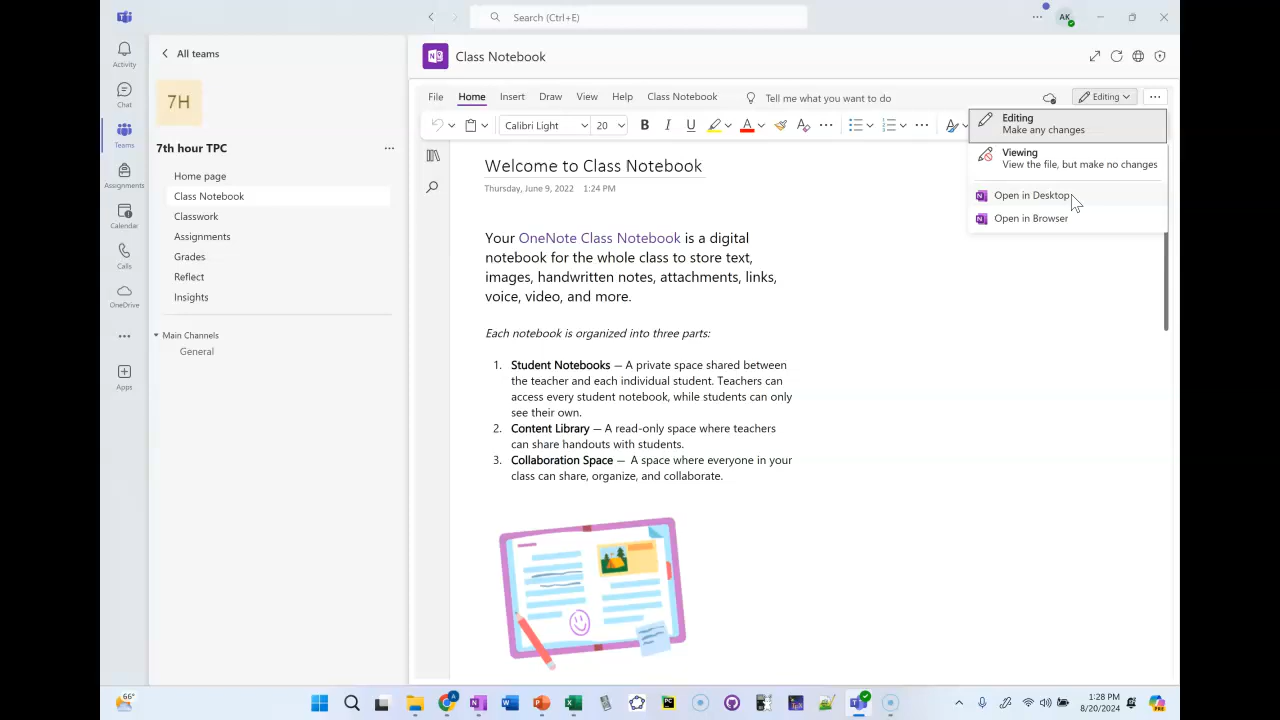 Search (Ctrl+E)
AK
Activity
Chat
Teams
Assignments
Calendar
Calls
OneDrive
Apps
All teams
7H
7th hour TPC
Home page
Class Notebook
Classwork
Assignments
Grades
Reflect
Insights
Main Channels
General
Class Notebook
File Home Insert Draw View Help Class Notebook Tell me what you want to do
Editing
Calibri Light 20 B I U A
Editing
Make any changes
Viewing
View the file, but make no changes
Open in Desktop
Open in Browser
Welcome to Class Notebook
Thursday, June 9, 2022 1:24 PM
Your OneNote Class Notebook is a digital
notebook for the whole class to store text,
images, handwritten notes, attachments, links,
voice, video, and more.
Each notebook is organized into three parts:
1. Student Notebooks — A private space shared between
the teacher and each individual student. Teachers can
access every student notebook, while students can only
see their own.
2. Content Library — A read-only space where teachers
can share handouts with students.
3. Collaboration Space — A space where everyone in your
class can share, organize, and collaborate.
66°
1:28 PM
8/20/2024